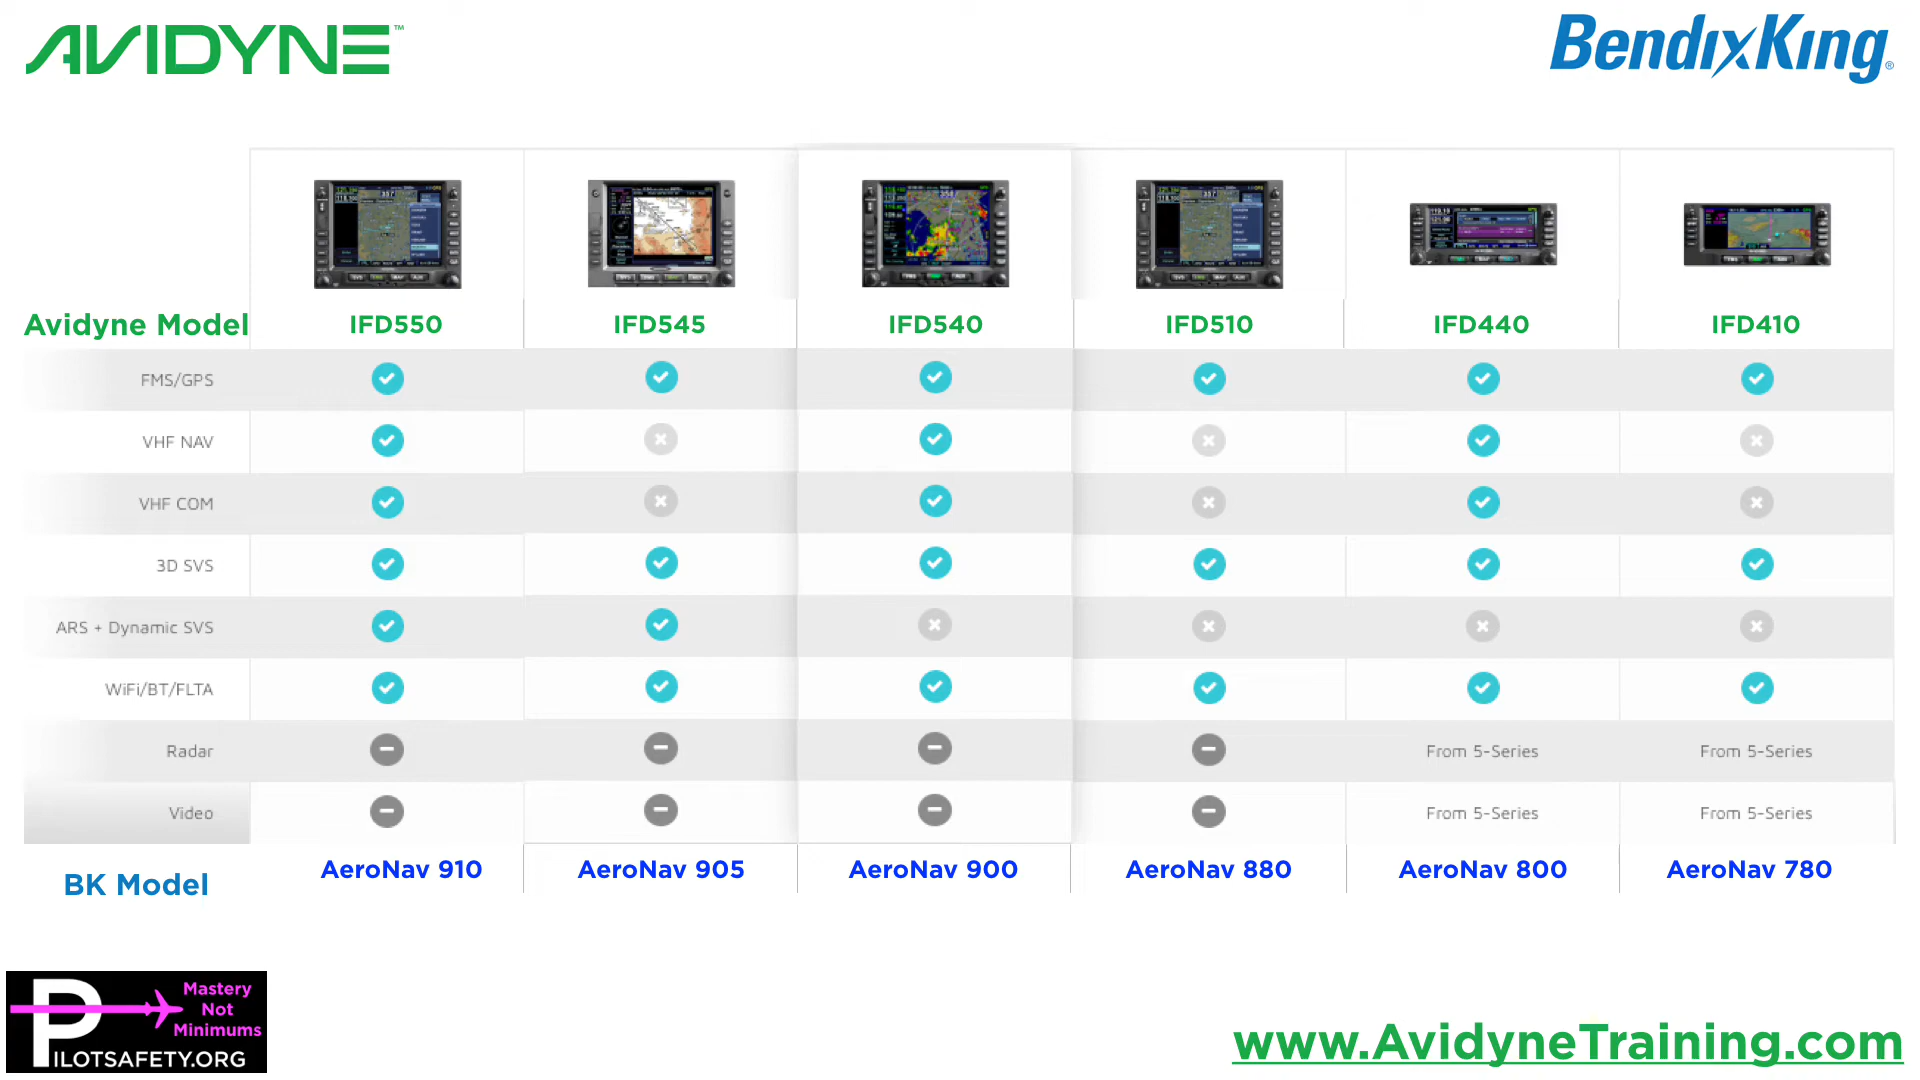 AVIDYNE™
BendixKing®
Avidyne Model IFD550 IFD545 IFD540 IFD510 IFD440 IFD410
FMS/GPS
VHF NAV
VHF COM
3D SVS
ARS + Dynamic SVS
WiFi/BT/FLTA
Radar From 5-Series From 5-Series
Video From 5-Series From 5-Series
BK Model AeroNav 910 AeroNav 905 AeroNav 900 AeroNav 880 AeroNav 800 AeroNav 780
Mastery
Not
Minimums
PILOTSAFETY.ORG
www.AvidyneTraining.com